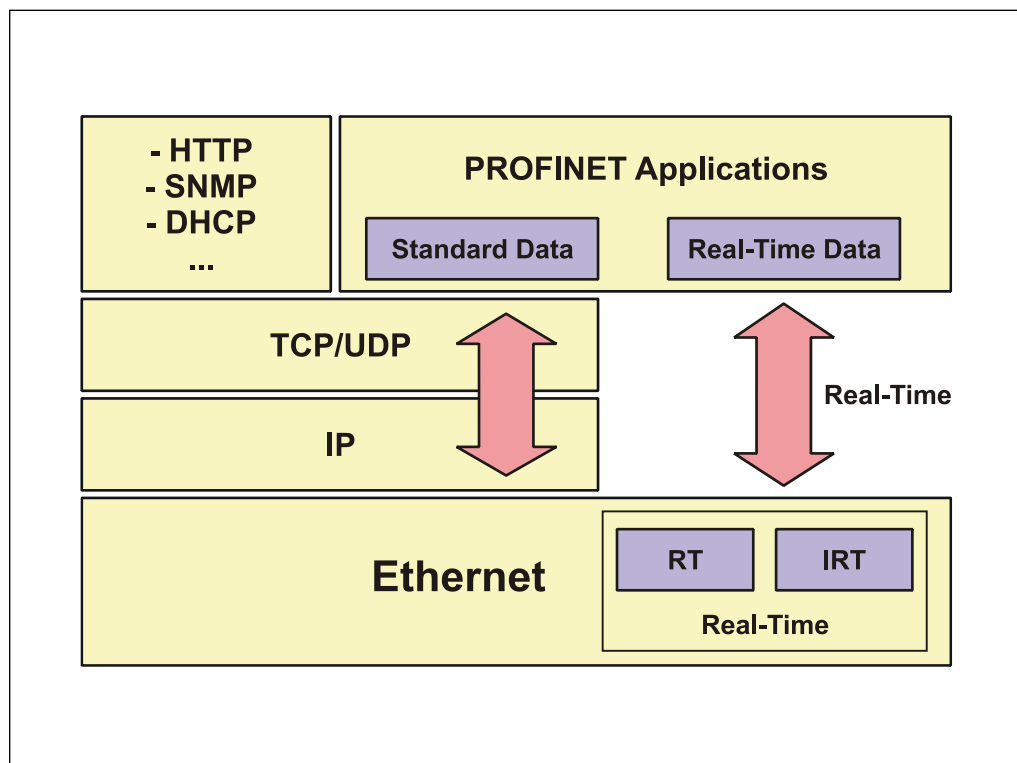 - HTTP
- SNMP
- DHCP
...
PROFINET Applications
Standard Data
Real-Time Data
TCP/UDP
Real-Time
IP
Ethernet
RT
IRT
Real-Time